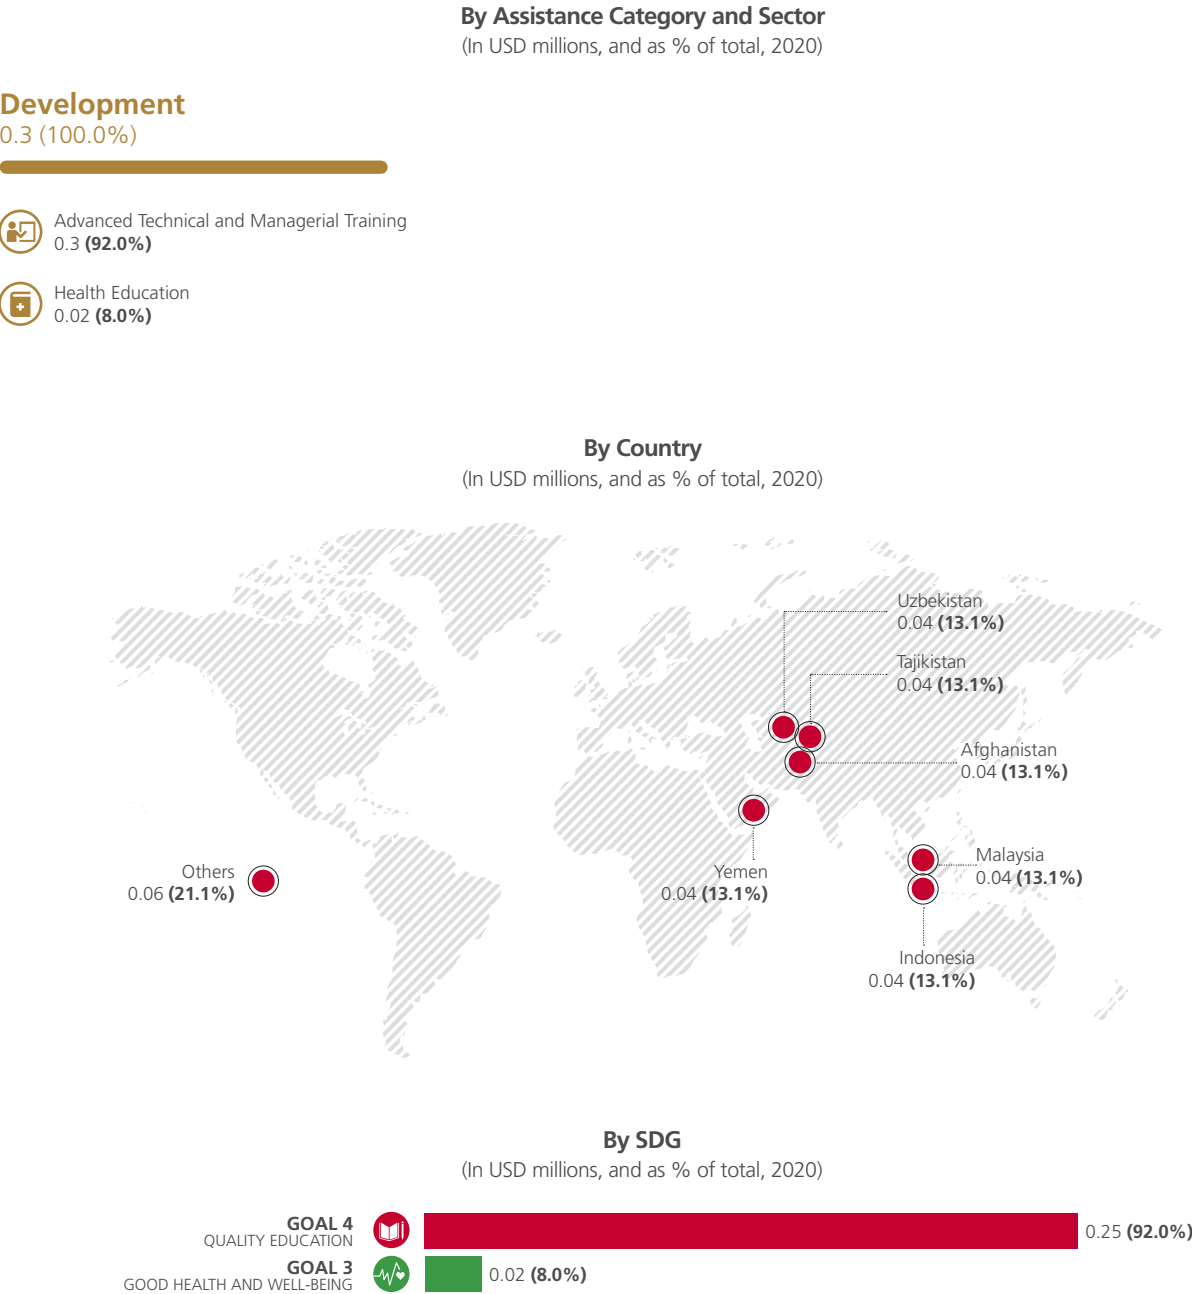 By Assistance Category and Sector
(In USD millions, and as % of total, 2020)
Development
0.3 (100.0%)
Advanced Technical and Managerial Training
0.3 (92.0%)
Health Education
0.02 (8.0%)
By Country
(In USD millions, and as % of total, 2020)
Uzbekistan
0.04 (13.1%)
Tajikistan
0.04 (13.1%)
Afghanistan
0.04 (13.1%)
Malaysia
0.04 (13.1%)
Others
0.06 (21.1%)
Yemen
0.04 (13.1%)
Indonesia
0.04 (13.1%)
By SDG
(In USD millions, and as % of total, 2020)
GOAL 4
QUALITY EDUCATION
0.25 (92.0%)
GOAL 3
GOOD HEALTH AND WELL-BEING
0.02 (8.0%)